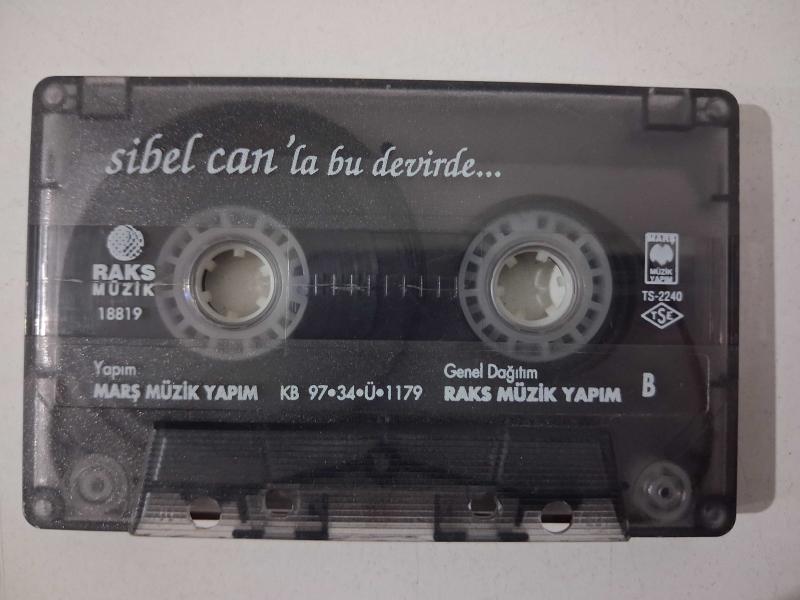 sibel can'la bu devirde...
RAKS
MÜZİK
18819
MARŞ
MÜZİK
YAPIM
TS-2240
TSE
Yapım
MARŞ MÜZİK YAPIM
KB 97•34•Ü•1179
Genel Dağıtım
RAKS MÜZİK YAPIM
B